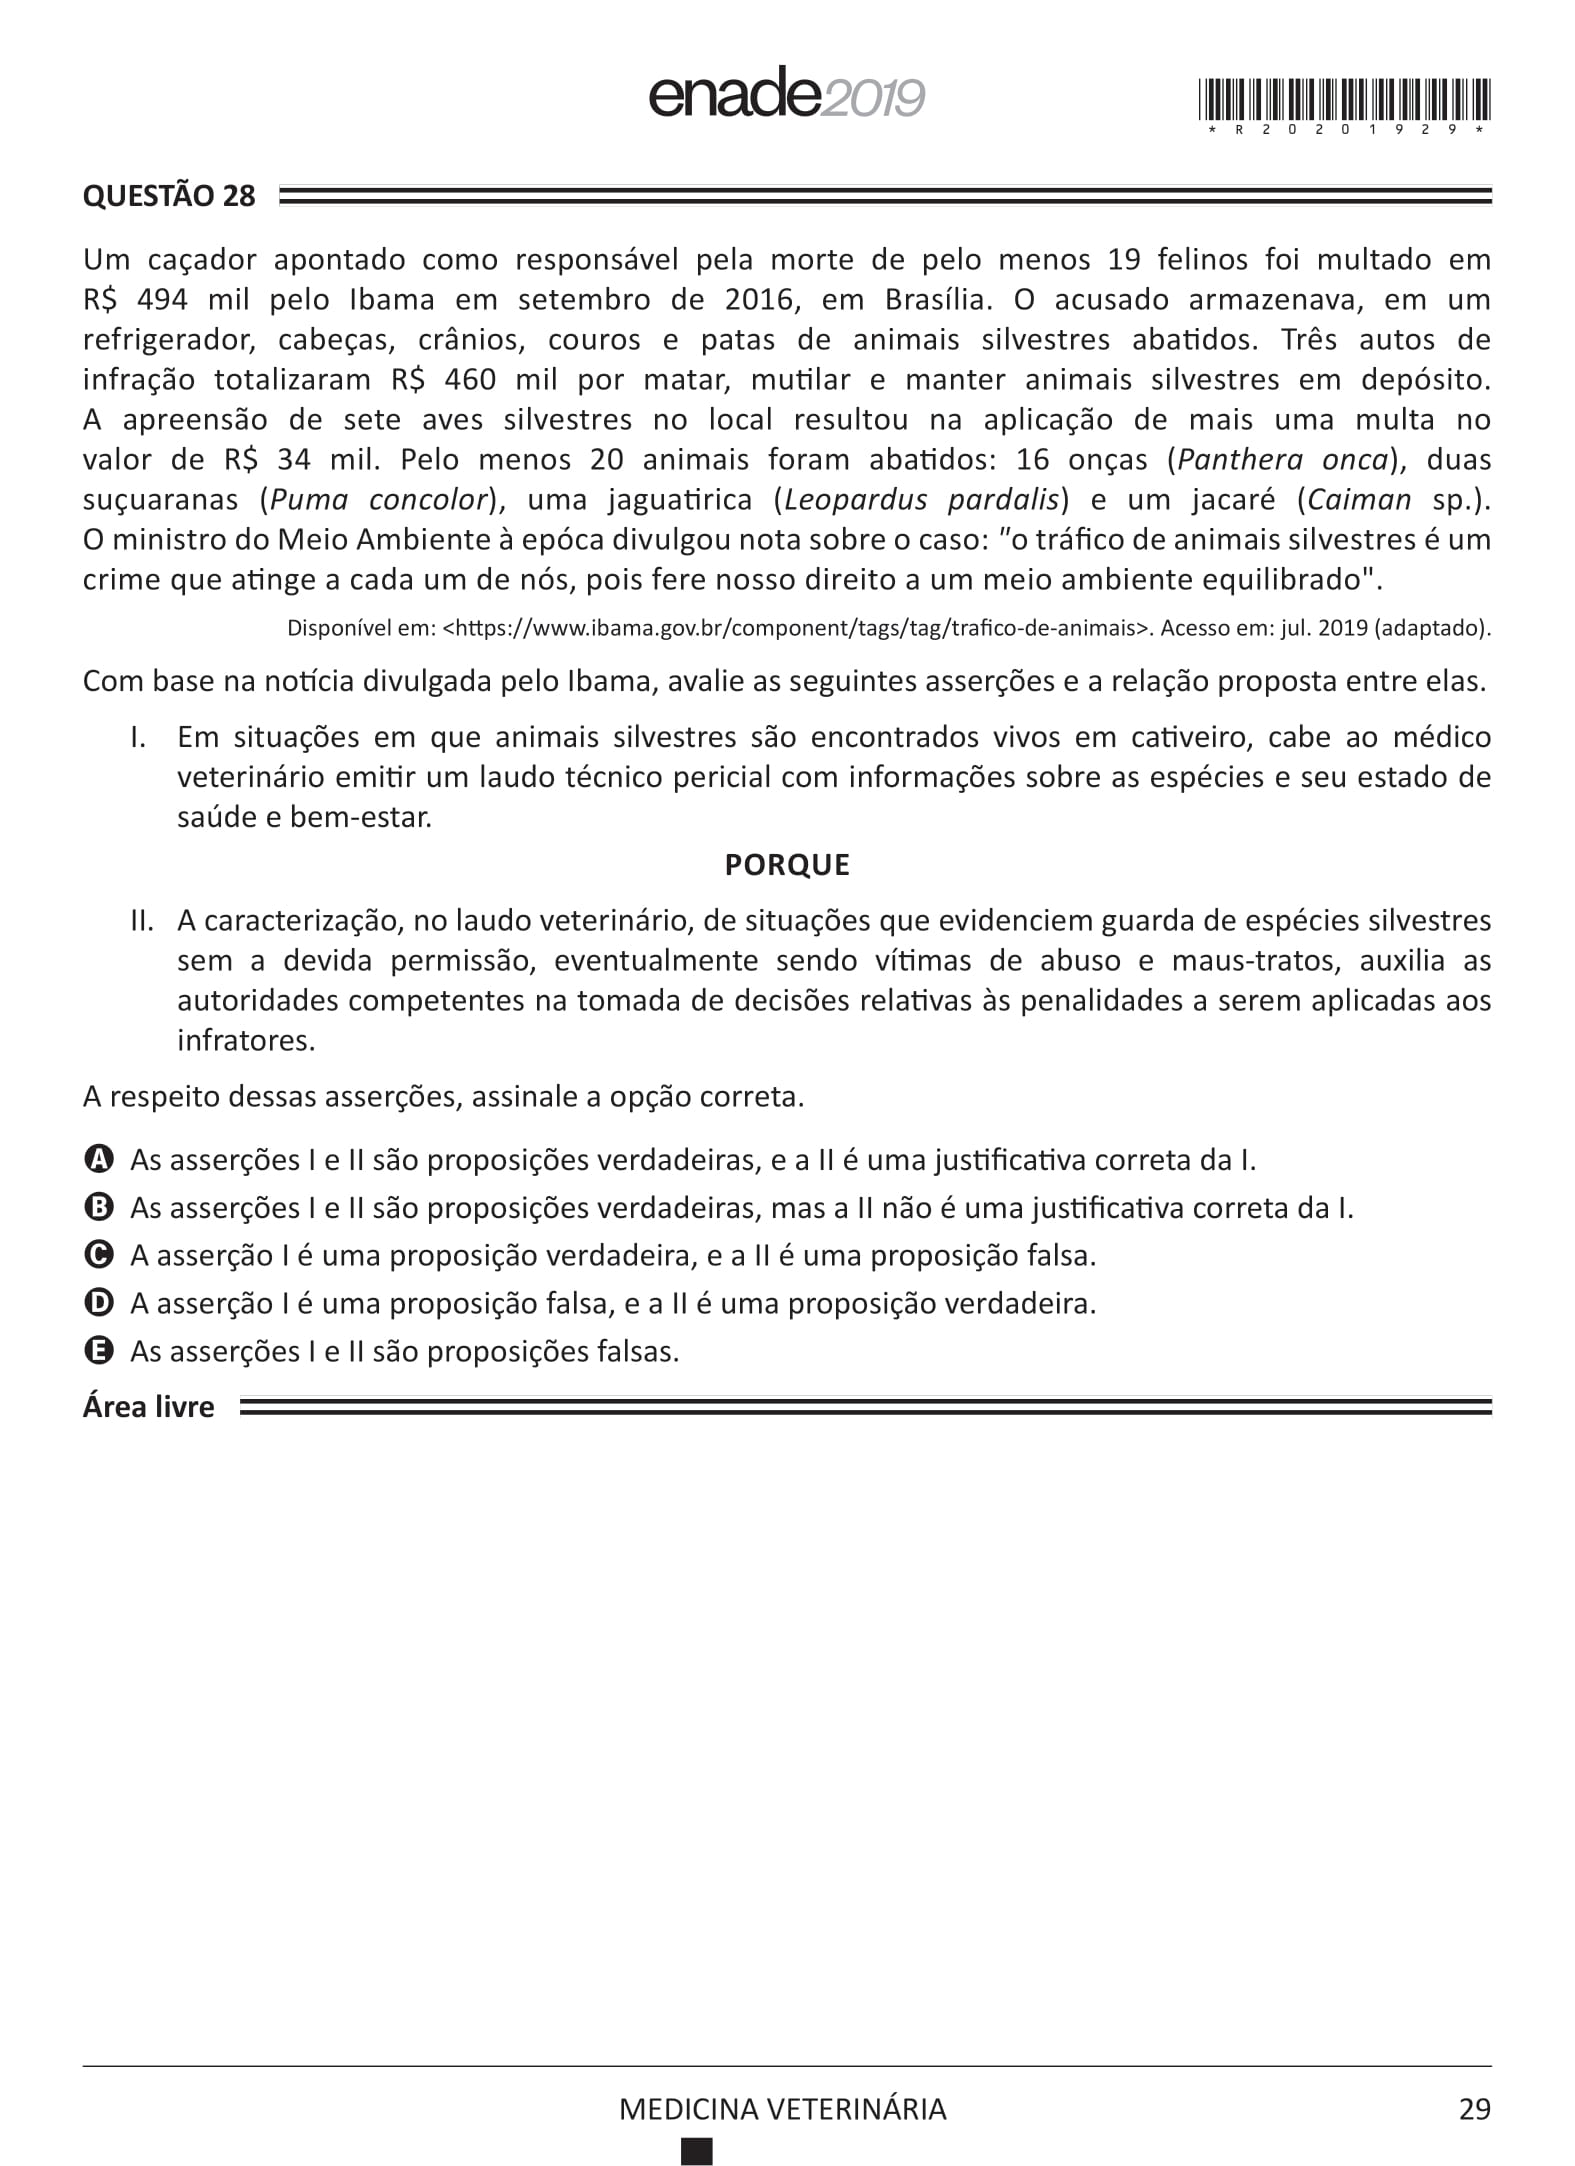 enade2019
*R20201929*
QUESTÃO 28
Um caçador apontado como responsável pela morte de pelo menos 19 felinos foi multado em
R$ 494 mil pelo Ibama em setembro de 2016, em Brasília. O acusado armazenava, em um
refrigerador, cabeças, crânios, couros e patas de animais silvestres abatidos. Três autos de
infração totalizaram R$ 460 mil por matar, mutilar e manter animais silvestres em depósito.
A apreensão de sete aves silvestres no local resultou na aplicação de mais uma multa no
valor de R$ 34 mil. Pelo menos 20 animais foram abatidos: 16 onças (Panthera onca), duas
suçuaranas (Puma concolor), uma jaguatirica (Leopardus pardalis) e um jacaré (Caiman sp.).
O ministro do Meio Ambiente à epóca divulgou nota sobre o caso: "o tráfico de animais silvestres é um
crime que atinge a cada um de nós, pois fere nosso direito a um meio ambiente equilibrado".
Disponível em: <https://www.ibama.gov.br/component/tags/tag/trafico-de-animais>. Acesso em: jul. 2019 (adaptado).
Com base na notícia divulgada pelo Ibama, avalie as seguintes asserções e a relação proposta entre elas.
I. Em situações em que animais silvestres são encontrados vivos em cativeiro, cabe ao médico
veterinário emitir um laudo técnico pericial com informações sobre as espécies e seu estado de
saúde e bem-estar.
PORQUE
II. A caracterização, no laudo veterinário, de situações que evidenciem guarda de espécies silvestres
sem a devida permissão, eventualmente sendo vítimas de abuso e maus-tratos, auxilia as
autoridades competentes na tomada de decisões relativas às penalidades a serem aplicadas aos
infratores.
A respeito dessas asserções, assinale a opção correta.
A As asserções I e II são proposições verdadeiras, e a II é uma justificativa correta da I.
B As asserções I e II são proposições verdadeiras, mas a II não é uma justificativa correta da I.
C A asserção I é uma proposição verdadeira, e a II é uma proposição falsa.
D A asserção I é uma proposição falsa, e a II é uma proposição verdadeira.
E As asserções I e II são proposições falsas.
Área livre
MEDICINA VETERINÁRIA
29